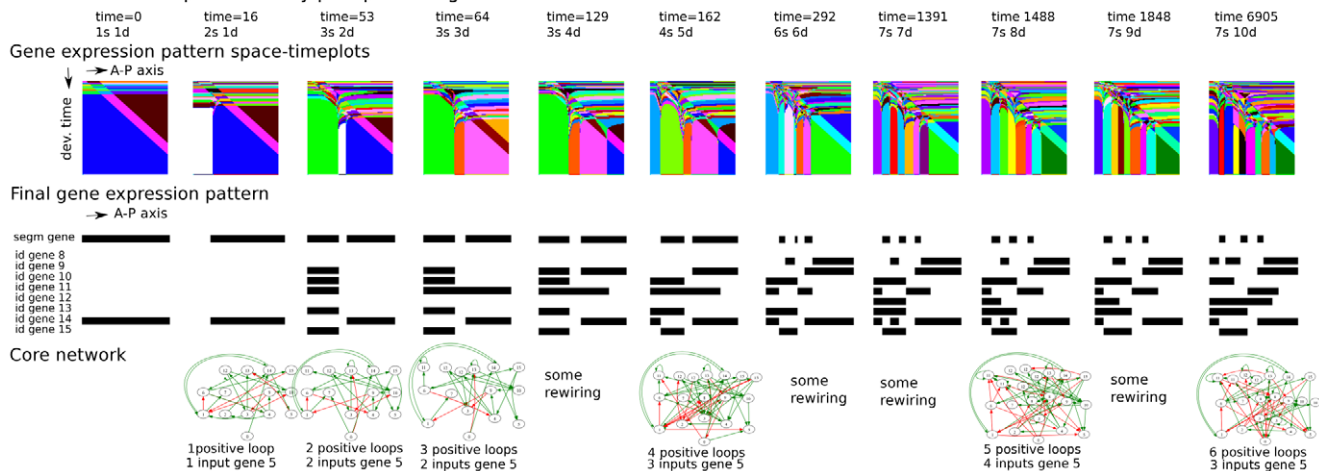 time=0 time=16 time=53 time=64 time=129 time=162 time=292 time=1391 time 1488 time 1848 time 6905
1s 1d 2s 1d 3s 2d 3s 3d 3s 4d 4s 5d 6s 6d 7s 7d 7s 8d 7s 9d 7s 10d
Gene expression pattern space-timeplots
A-P axis
dev. time
Final gene expression pattern
A-P axis
segm gene
id gene 8
id gene 9
id gene 10
id gene 11
id gene 12
id gene 13
id gene 14
id gene 15
Core network
some some some some
rewiring rewiring rewiring rewiring
1positive loop 2 positive loops 3 positive loops 4 positive loops 5 positive loops 6 positive loops
1 input gene 5 2 inputs gene 5 2 inputs gene 5 3 inputs gene 5 4 inputs gene 5 3 inputs gene 5